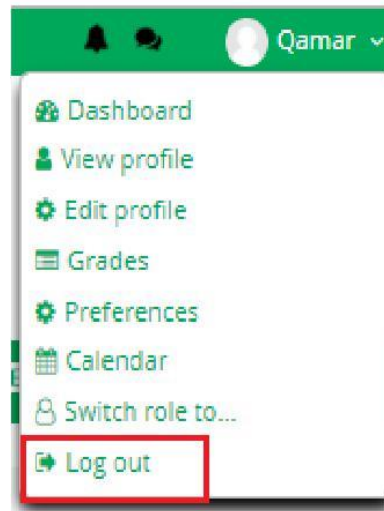 Qamar
Dashboard
View profile
Edit profile
Grades
Preferences
Calendar
Switch role to...
Log out